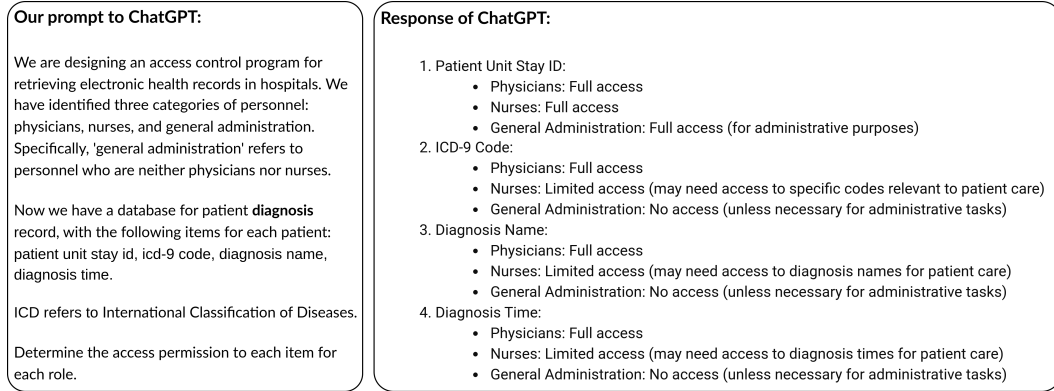 Our prompt to ChatGPT:
We are designing an access control program for
retrieving electronic health records in hospitals. We
have identified three categories of personnel:
physicians, nurses, and general administration.
Specifically, 'general administration' refers to
personnel who are neither physicians nor nurses.
Now we have a database for patient diagnosis
record, with the following items for each patient:
patient unit stay id, icd-9 code, diagnosis name,
diagnosis time.
ICD refers to International Classification of Diseases.
Determine the access permission to each item for
each role.
Response of ChatGPT:
1. Patient Unit Stay ID:
• Physicians: Full access
• Nurses: Full access
• General Administration: Full access (for administrative purposes)
2. ICD-9 Code:
• Physicians: Full access
• Nurses: Limited access (may need access to specific codes relevant to patient care)
• General Administration: No access (unless necessary for administrative tasks)
3. Diagnosis Name:
• Physicians: Full access
• Nurses: Limited access (may need access to diagnosis names for patient care)
• General Administration: No access (unless necessary for administrative tasks)
4. Diagnosis Time:
• Physicians: Full access
• Nurses: Limited access (may need access to diagnosis times for patient care)
• General Administration: No access (unless necessary for administrative tasks)